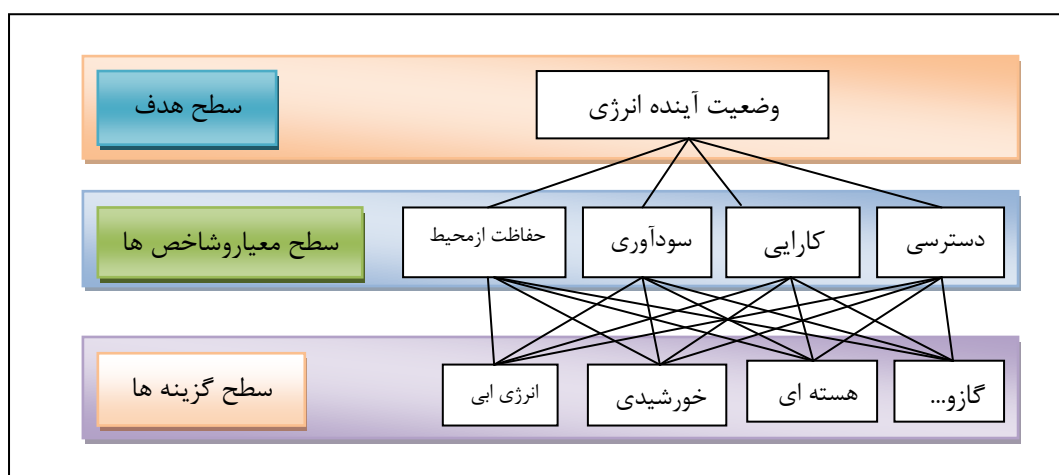 وضعیت آینده انرژی
سطح هدف
دسترسی
کارایی
سودآوری
حفاظت ازمحیط
سطح معیاروشاخص ها
گازو...
هسته ای
خورشیدی
انرژی ابی
سطح گزینه ها